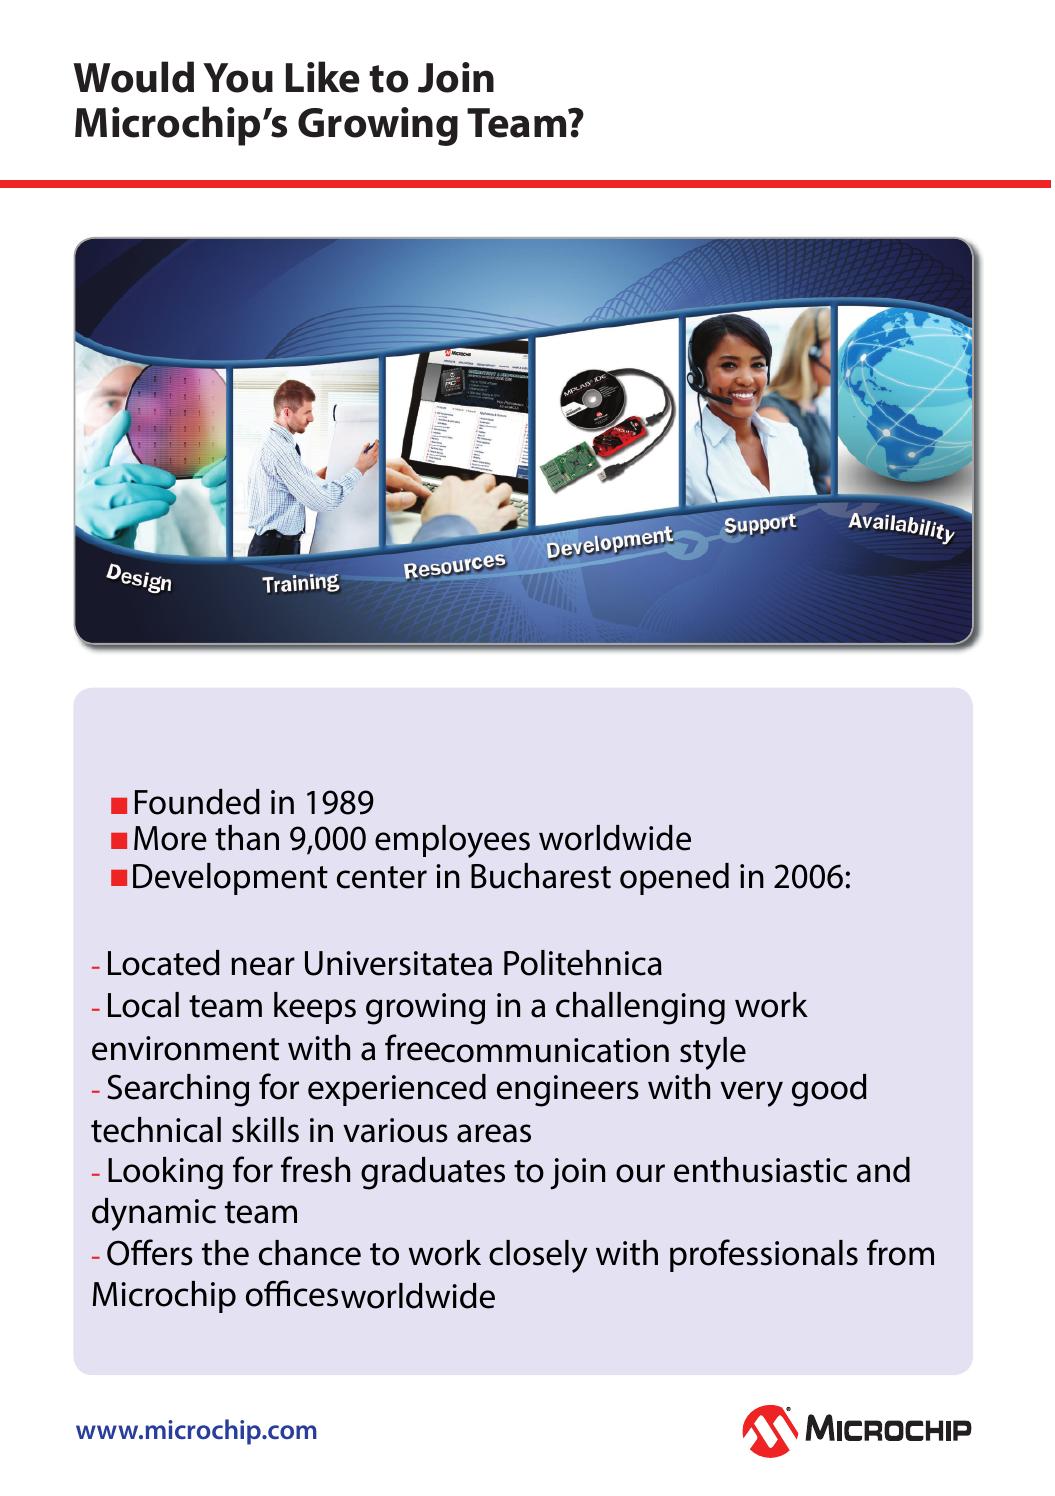 Would You Like to Join
Microchip’s Growing Team?
MICROCHIP
MPLAB® IDE
Design
Training
Resources
Development
Support
Availability
■ Founded in 1989
■ More than 9,000 employees worldwide
■ Development center in Bucharest opened in 2006:
- Located near Universitatea Politehnica
- Local team keeps growing in a challenging work
environment with a freecommunication style
- Searching for experienced engineers with very good
technical skills in various areas
- Looking for fresh graduates to join our enthusiastic and
dynamic team
- Offers the chance to work closely with professionals from
Microchip officesworldwide
www.microchip.com
® MICROCHIP